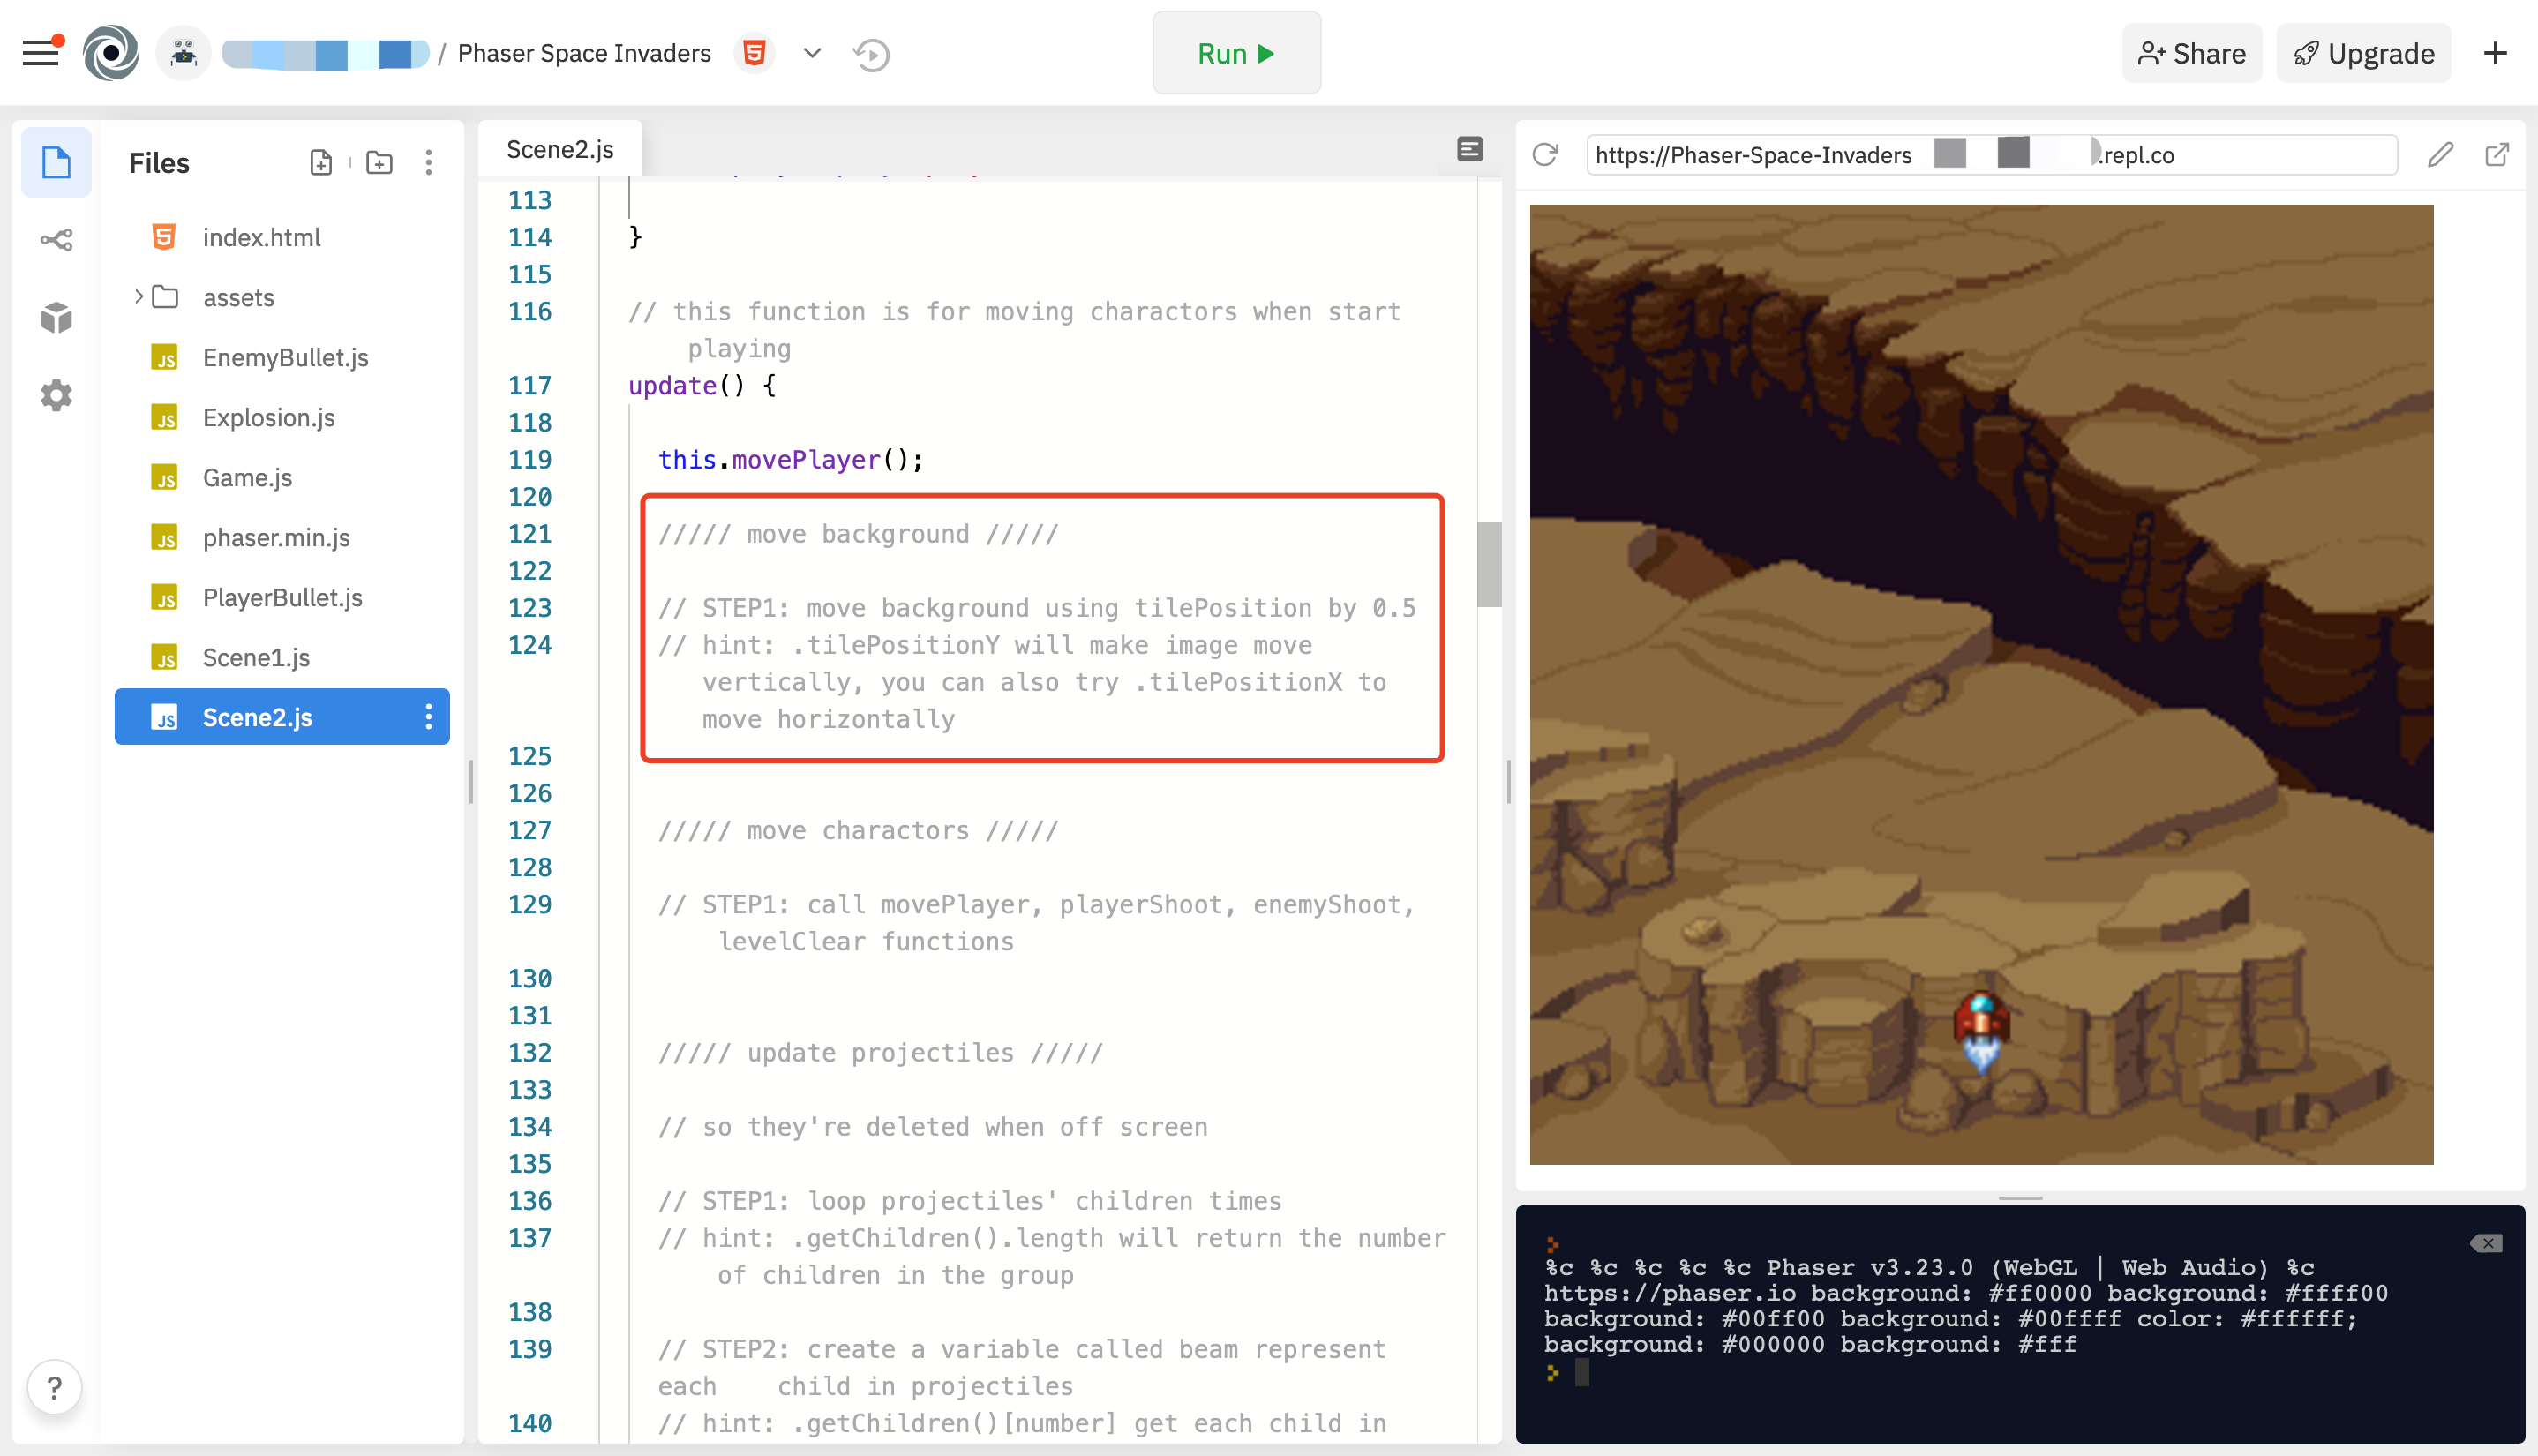 / Phaser Space Invaders
Run
Share
Upgrade
Files
index.html
assets
EnemyBullet.js
Explosion.js
Game.js
phaser.min.js
PlayerBullet.js
Scene1.js
Scene2.js
Scene2.js
113
114 }
115
116 // this function is for moving charactors when start
playing
117 update() {
118
119 this.movePlayer();
120
121 ///// move background /////
122
123 // STEP1: move background using tilePosition by 0.5
124 // hint: .tilePositionY will make image move
vertically, you can also try .tilePositionX to
move horizontally
125
126
127 ///// move charactors /////
128
129 // STEP1: call movePlayer, playerShoot, enemyShoot,
levelClear functions
130
131
132 ///// update projectiles /////
133
134 // so they're deleted when off screen
135
136 // STEP1: loop projectiles' children times
137 // hint: .getChildren().length will return the number
of children in the group
138
139 // STEP2: create a variable called beam represent
each child in projectiles
140 // hint: .getChildren()[number] get each child in
https://Phaser-Space-Invaders .repl.co
%c %c %c %c %c Phaser v3.23.0 (WebGL | Web Audio) %c
https://phaser.io background: #ff0000 background: #ffff00
background: #00ff00 background: #00ffff color: #ffffff;
background: #000000 background: #fff
?